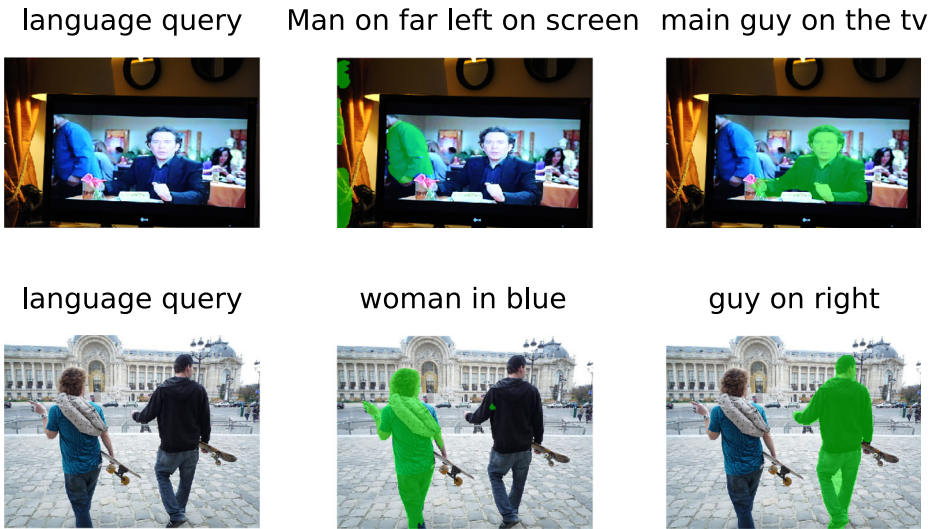 language query
Man on far left on screen
main guy on the tv
language query
woman in blue
guy on right